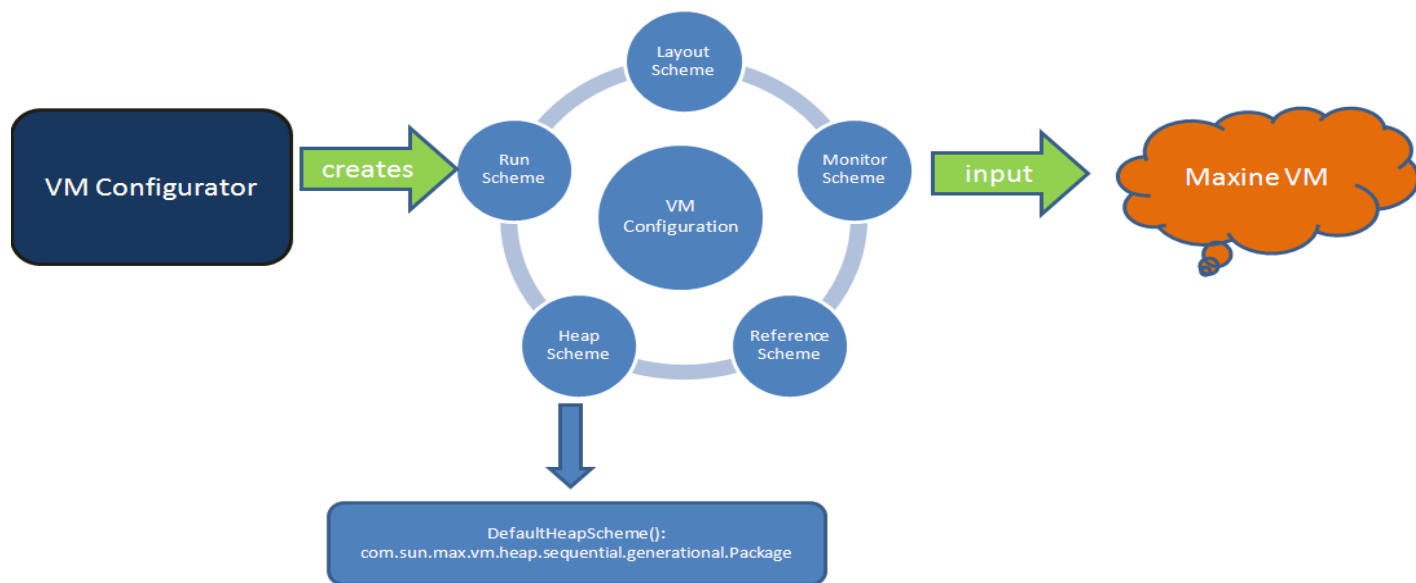 Layout
Scheme
VM Configurator
creates
Run
Scheme
Monitor
Scheme
input
Maxine VM
VM
Configuration
Heap
Scheme
Reference
Scheme
DefaultHeapScheme():
com.sun.max.vm.heap.sequential.generational.Package